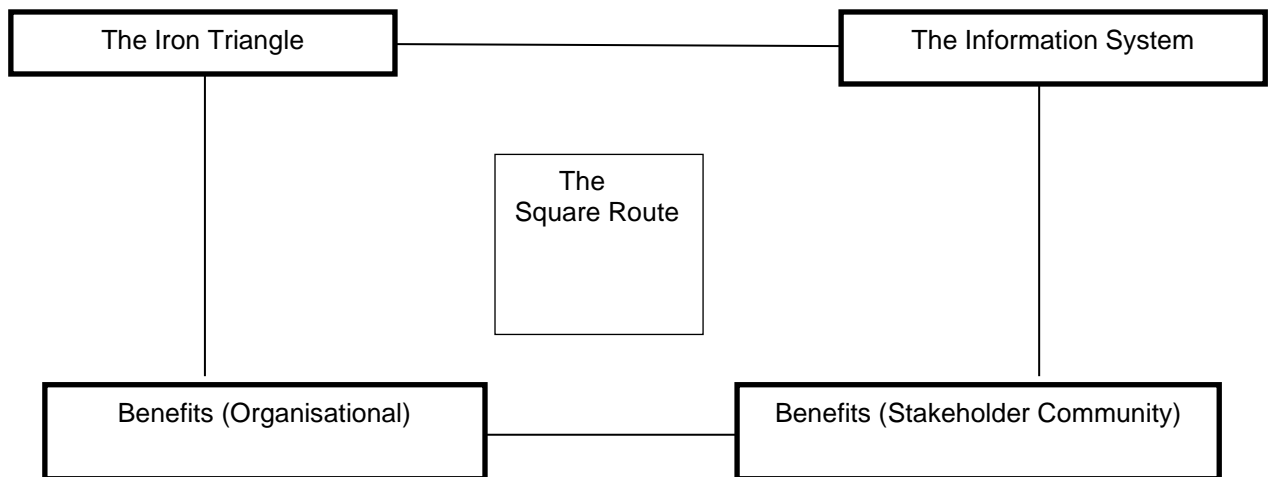 The Iron Triangle
The Information System
The
Square Route
Benefits (Organisational)
Benefits (Stakeholder Community)